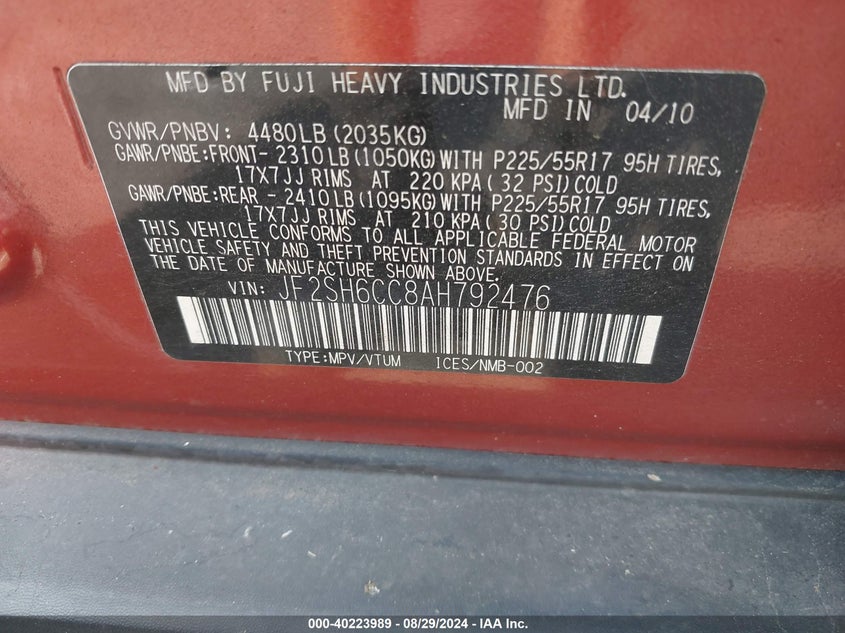 MFD BY FUJI HEAVY INDUSTRIES LTD.
MFD IN 04/10
GVWR/PNBV: 4480LB (2035KG)
GAWR/PNBE:FRONT- 2310LB (1050KG) WITH P225/55R17 95H TIRES,
17X7JJ RIMS AT 220 KPA ( 32 PSI) COLD
GAWR/PNBE:REAR - 2410LB (1095KG) WITH P225/55R17 95H TIRES,
17X7JJ RIMS AT 210 KPA (30 PSI) COLD
THIS VEHICLE CONFORMS TO ALL APPLICABLE FEDERAL MOTOR
VEHICLE SAFETY AND THEFT PREVENTION STANDARDS IN EFFECT ON
THE DATE OF MANUFACTURE SHOWN ABOVE.
VIN: JF2SH6CC8AH792476
TYPE:MPV/VTUM ICES/NMB-002
000-40223989 - 08/29/2024 - IAA Inc.